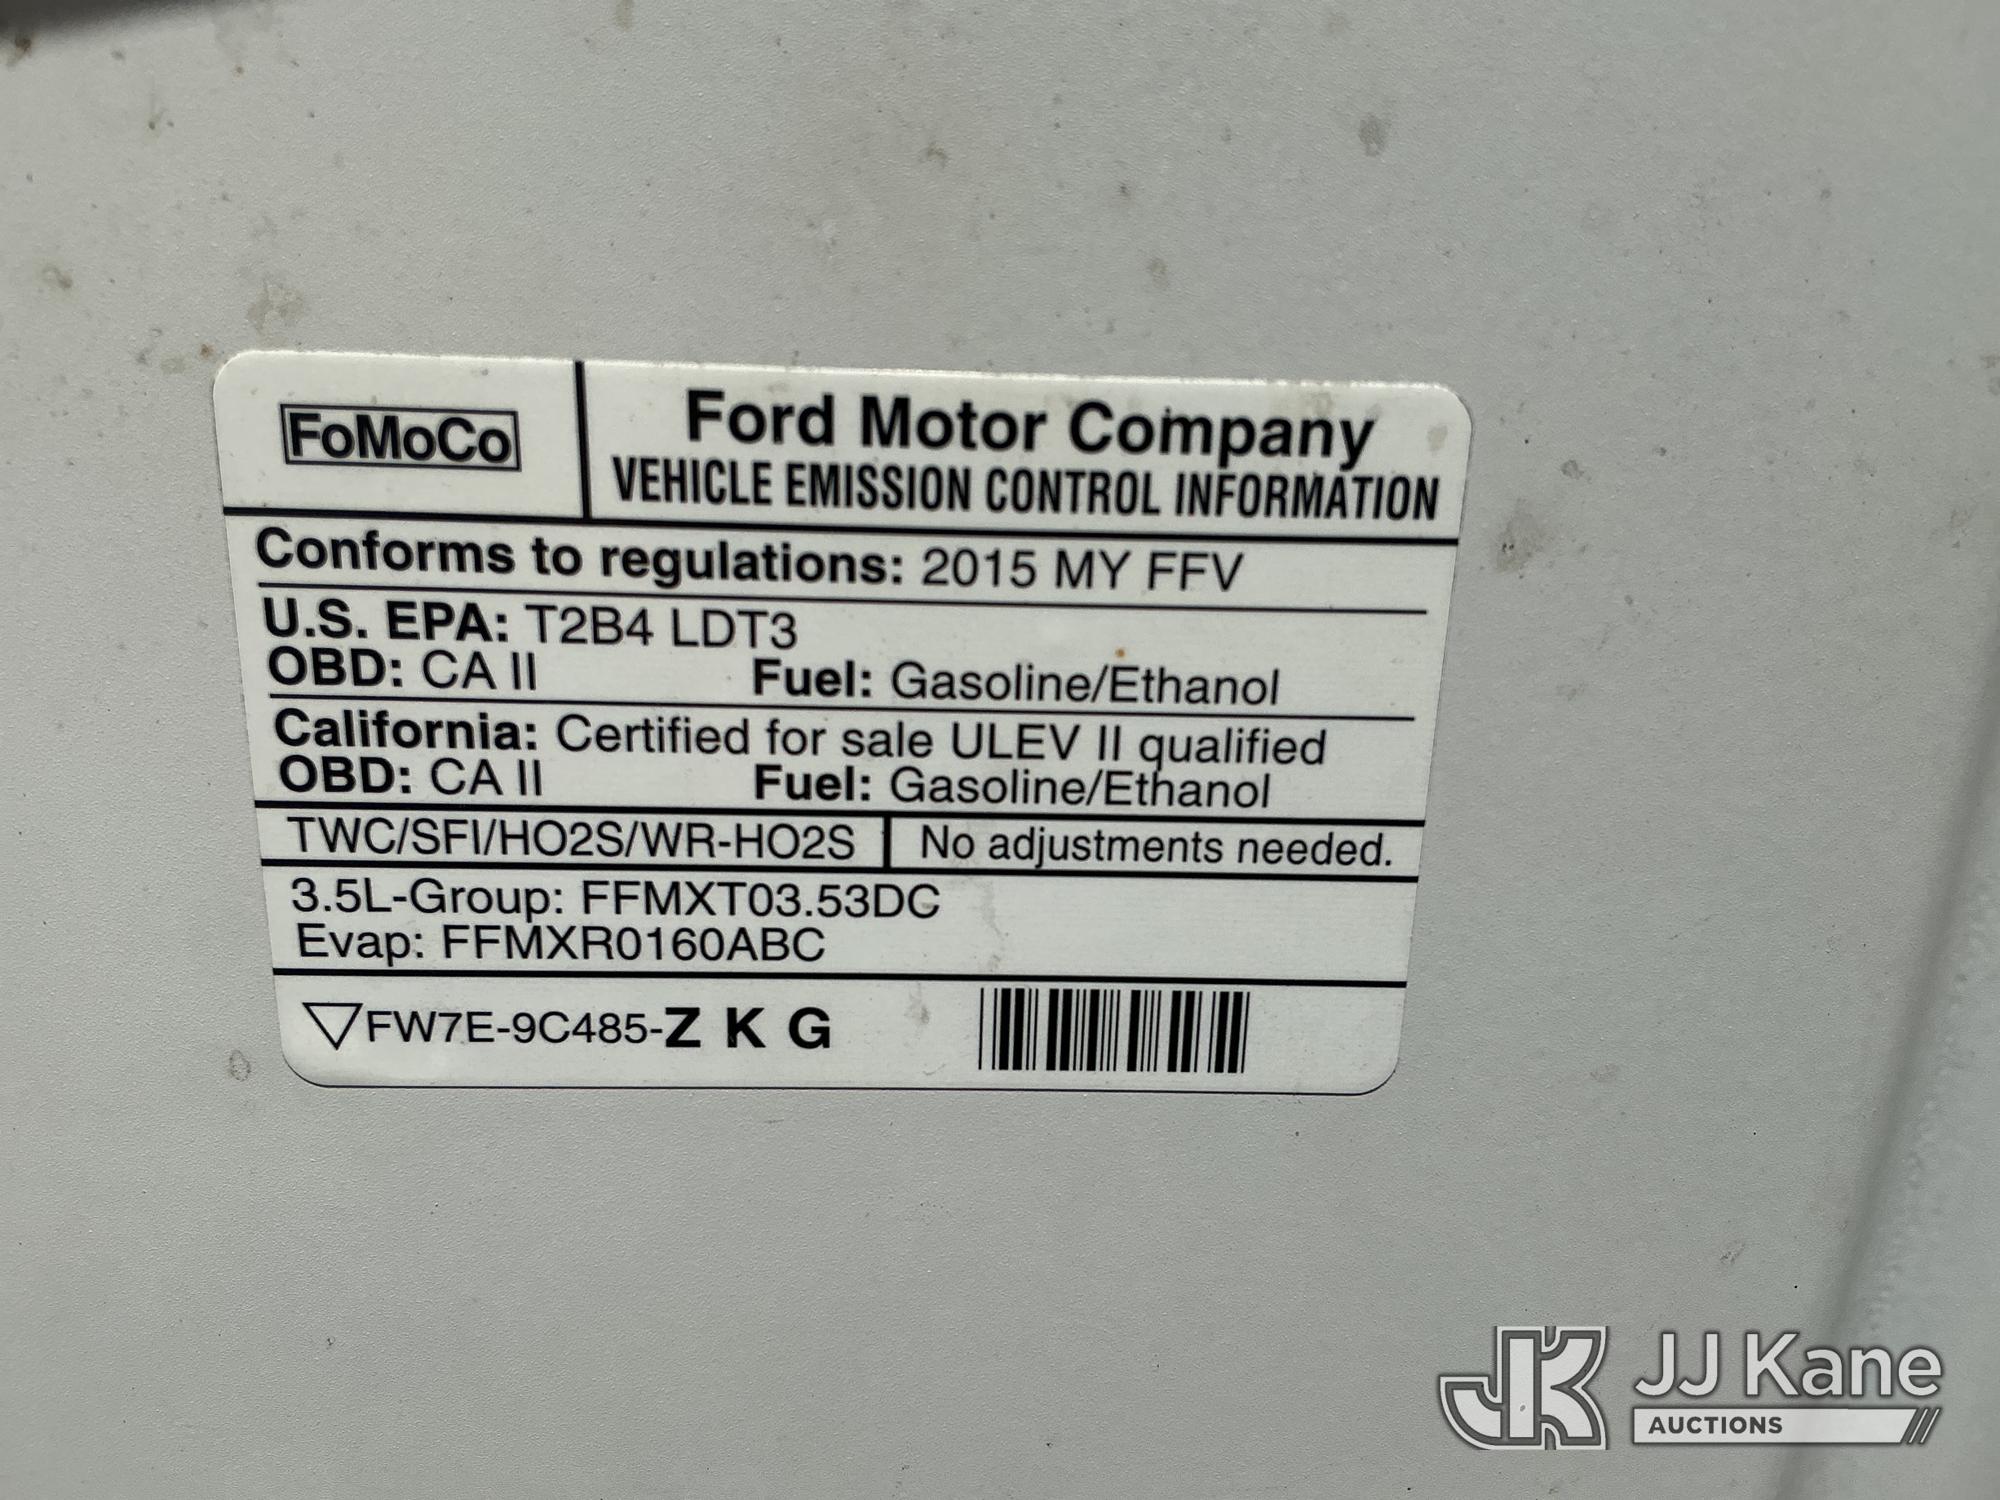 FoMoCo
Ford Motor Company
VEHICLE EMISSION CONTROL INFORMATION
Conforms to regulations: 2015 MY FFV
U.S. EPA: T2B4 LDT3
OBD: CA II Fuel: Gasoline/Ethanol
California: Certified for sale ULEV II qualified
OBD: CA II Fuel: Gasoline/Ethanol
TWC/SFI/HO2S/WR-HO2S No adjustments needed.
3.5L-Group: FFMXT03.53DC
Evap: FFMXR0160ABC
FW7E-9C485-Z K G
JK JJ Kane
AUCTIONS